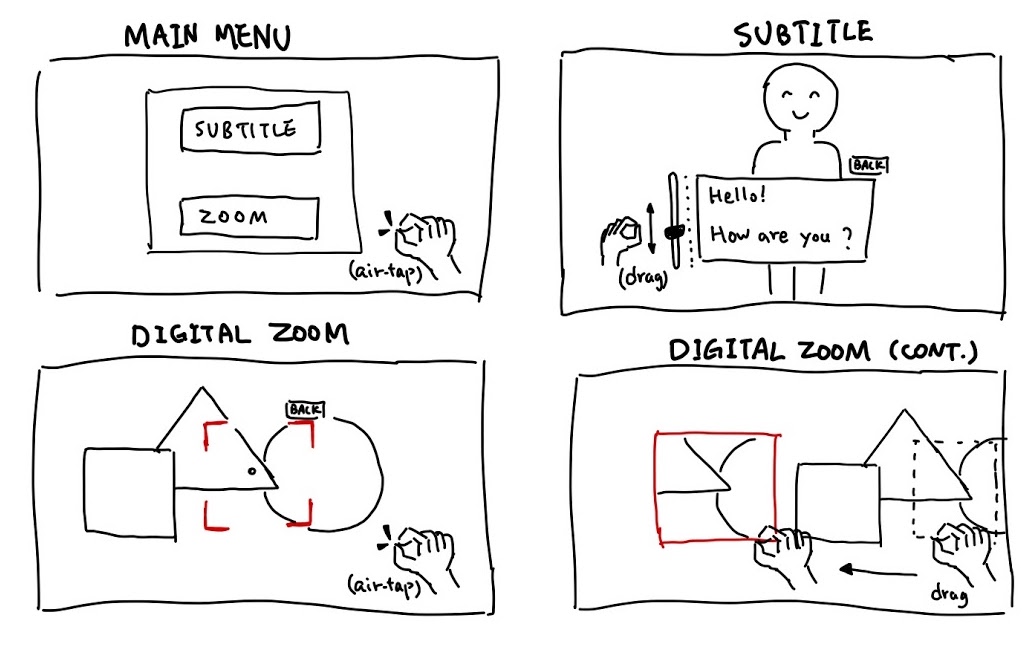 MAIN MENU
SUBTITLE
ZOOM
(air-tap)
SUBTITLE
BACK
Hello!
How are you ?
(drag)
DIGITAL ZOOM
BACK
(air-tap)
DIGITAL ZOOM (CONT.)
drag